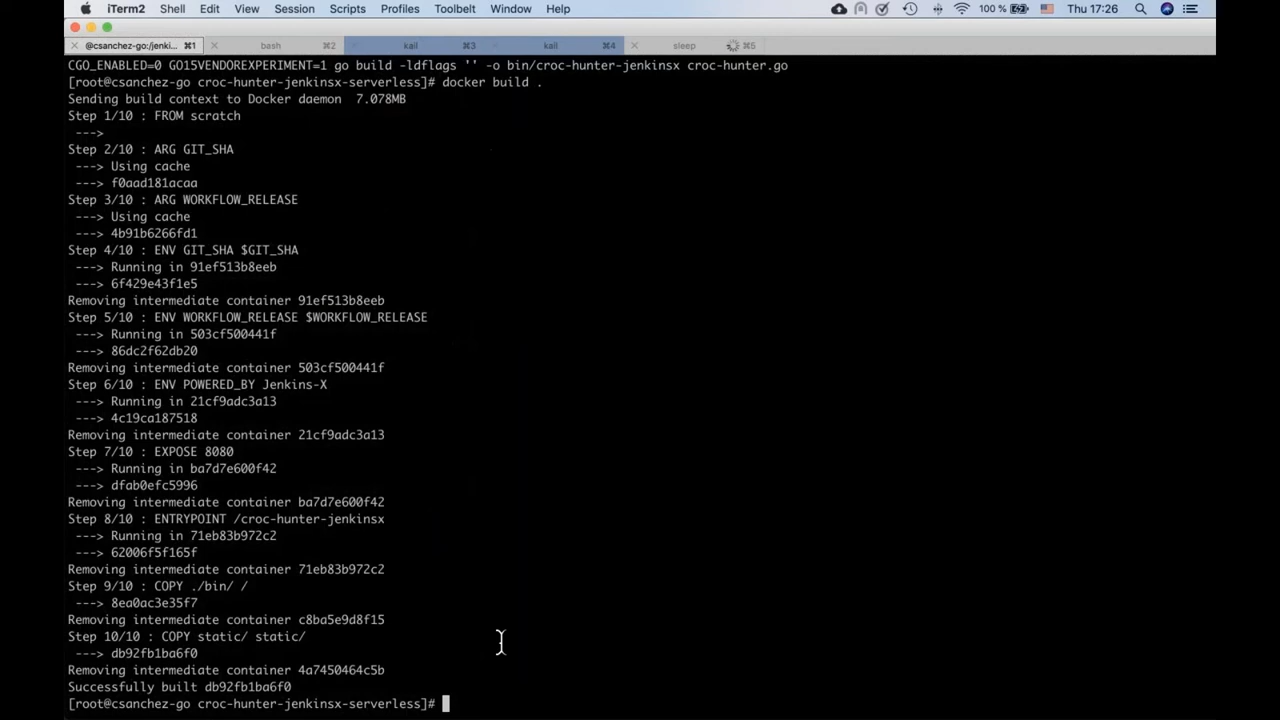 iTerm2 Shell Edit View Session Scripts Profiles Toolbelt Window Help 100 % Thu 17:26
@csanchez-go:/jenki... ⌘1 bash ⌘2 kail ⌘3 kail ⌘4 sleep ⌘5
CGO_ENABLED=0 GO15VENDOREXPERIMENT=1 go build -ldflags '' -o bin/croc-hunter-jenkinsx croc-hunter.go
[root@csanchez-go croc-hunter-jenkinsx-serverless]# docker build .
Sending build context to Docker daemon  7.078MB
Step 1/10 : FROM scratch
 --->
Step 2/10 : ARG GIT_SHA
 ---> Using cache
 ---> f0aad181acaa
Step 3/10 : ARG WORKFLOW_RELEASE
 ---> Using cache
 ---> 4b91b6266fd1
Step 4/10 : ENV GIT_SHA $GIT_SHA
 ---> Running in 91ef513b8eeb
 ---> 6f429e43f1e5
Removing intermediate container 91ef513b8eeb
Step 5/10 : ENV WORKFLOW_RELEASE $WORKFLOW_RELEASE
 ---> Running in 503cf500441f
 ---> 86dc2f62db20
Removing intermediate container 503cf500441f
Step 6/10 : ENV POWERED_BY Jenkins-X
 ---> Running in 21cf9adc3a13
 ---> 4c19ca187518
Removing intermediate container 21cf9adc3a13
Step 7/10 : EXPOSE 8080
 ---> Running in ba7d7e600f42
 ---> dfab0efc5996
Removing intermediate container ba7d7e600f42
Step 8/10 : ENTRYPOINT /croc-hunter-jenkinsx
 ---> Running in 71eb83b972c2
 ---> 62006f5f165f
Removing intermediate container 71eb83b972c2
Step 9/10 : COPY ./bin/ /
 ---> 8ea0ac3e35f7
Removing intermediate container c8ba5e9d8f15
Step 10/10 : COPY static/ static/
 ---> db92fb1ba6f0
Removing intermediate container 4a7450464c5b
Successfully built db92fb1ba6f0
[root@csanchez-go croc-hunter-jenkinsx-serverless]#